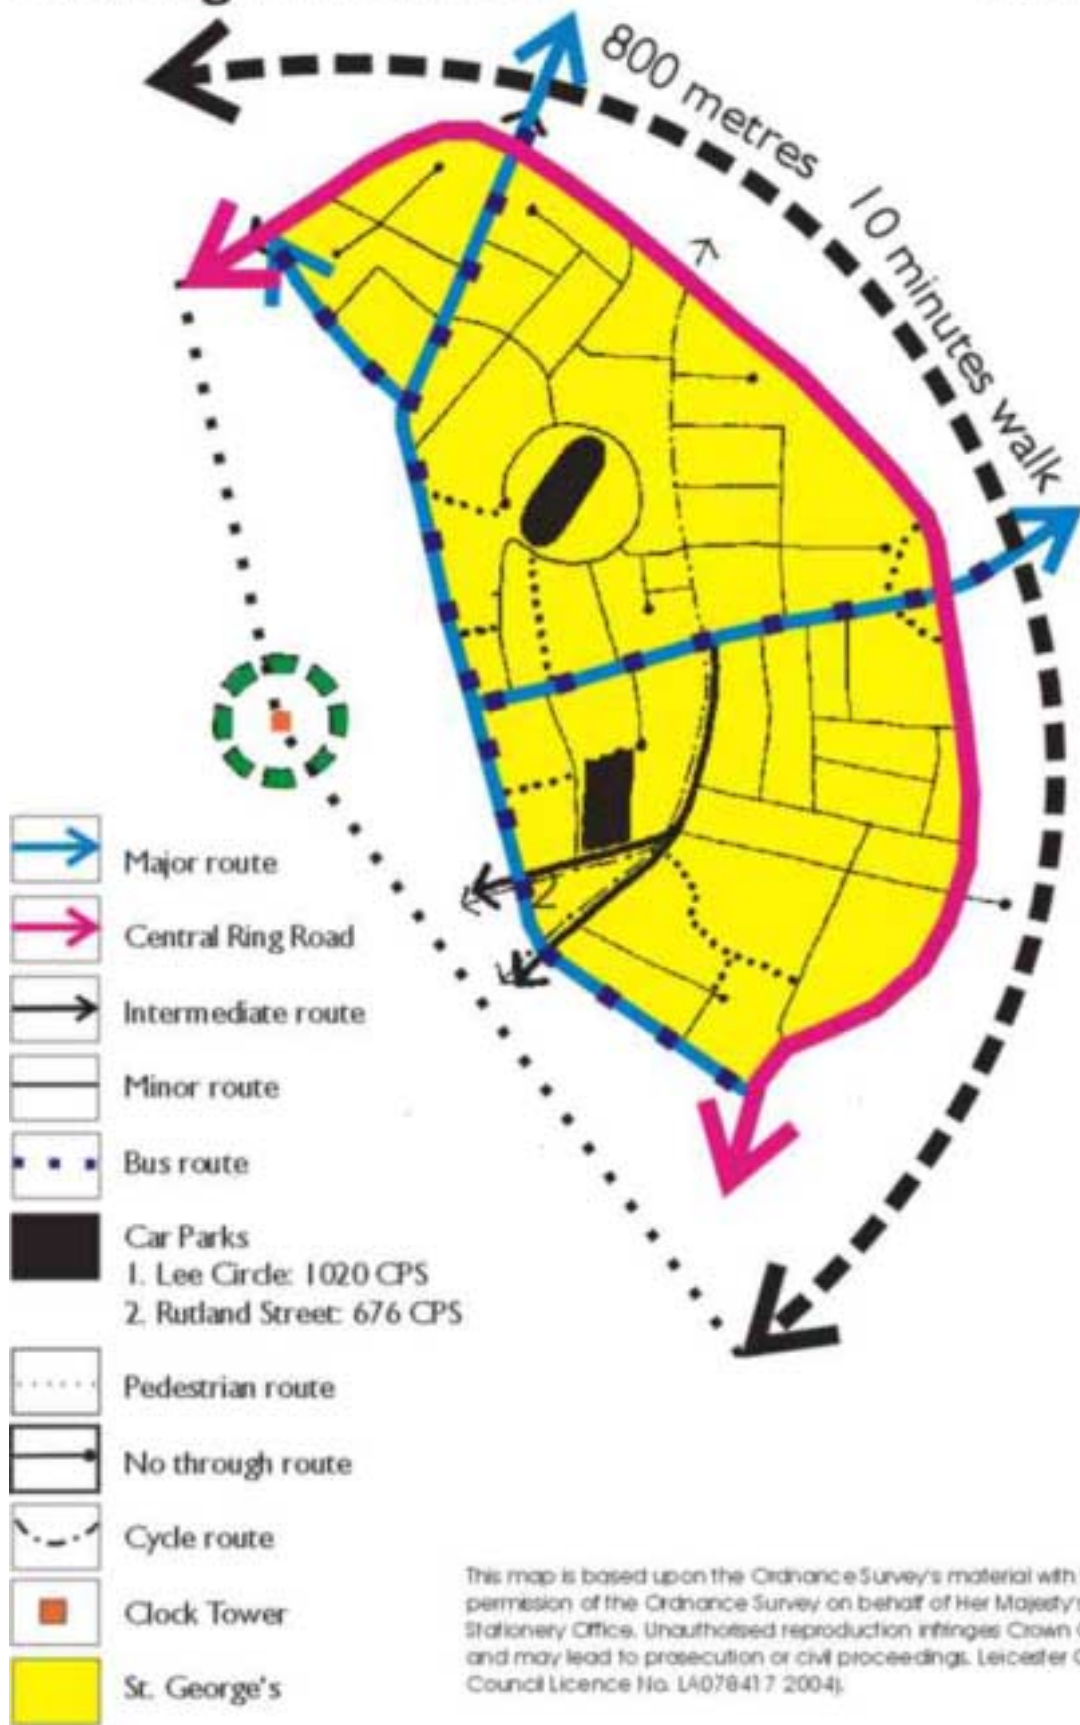 800 metres
10 minutes walk
2
Major route
Central Ring Road
Intermediate route
Minor route
Bus route
Car Parks
1. Lee Circle: 1020 CPS
2. Rutland Street: 676 CPS
Pedestrian route
No through route
Cycle route
Clock Tower
St. George's
This map is based upon the Ordnance Survey's material with
permission of the Ordnance Survey on behalf of Her Majesty's
Stationery Office. Unauthorised reproduction infringes Crown
and may lead to prosecution or civil proceedings. Leicester
Council Licence No. LA078417 2004).